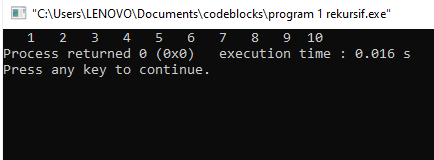 "C:\Users\LENOVO\Documents\codeblocks\program 1 rekursif.exe"
1   2   3   4   5   6   7   8   9  10
Process returned 0 (0x0)   execution time : 0.016 s
Press any key to continue.